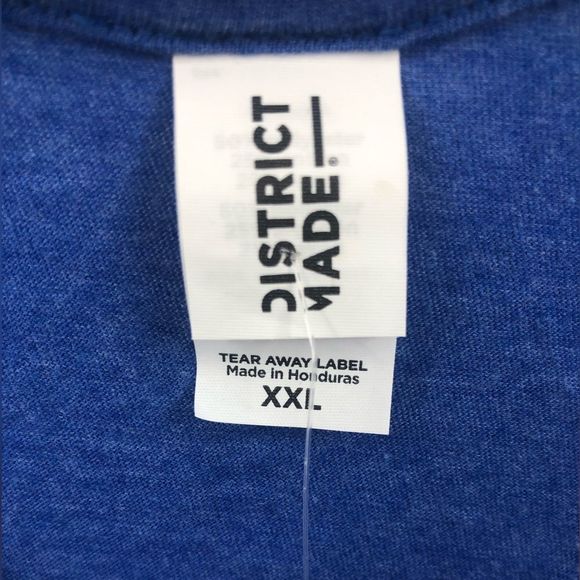 DISTRICT
MADE
TEAR AWAY LABEL
Made in Honduras
XXL